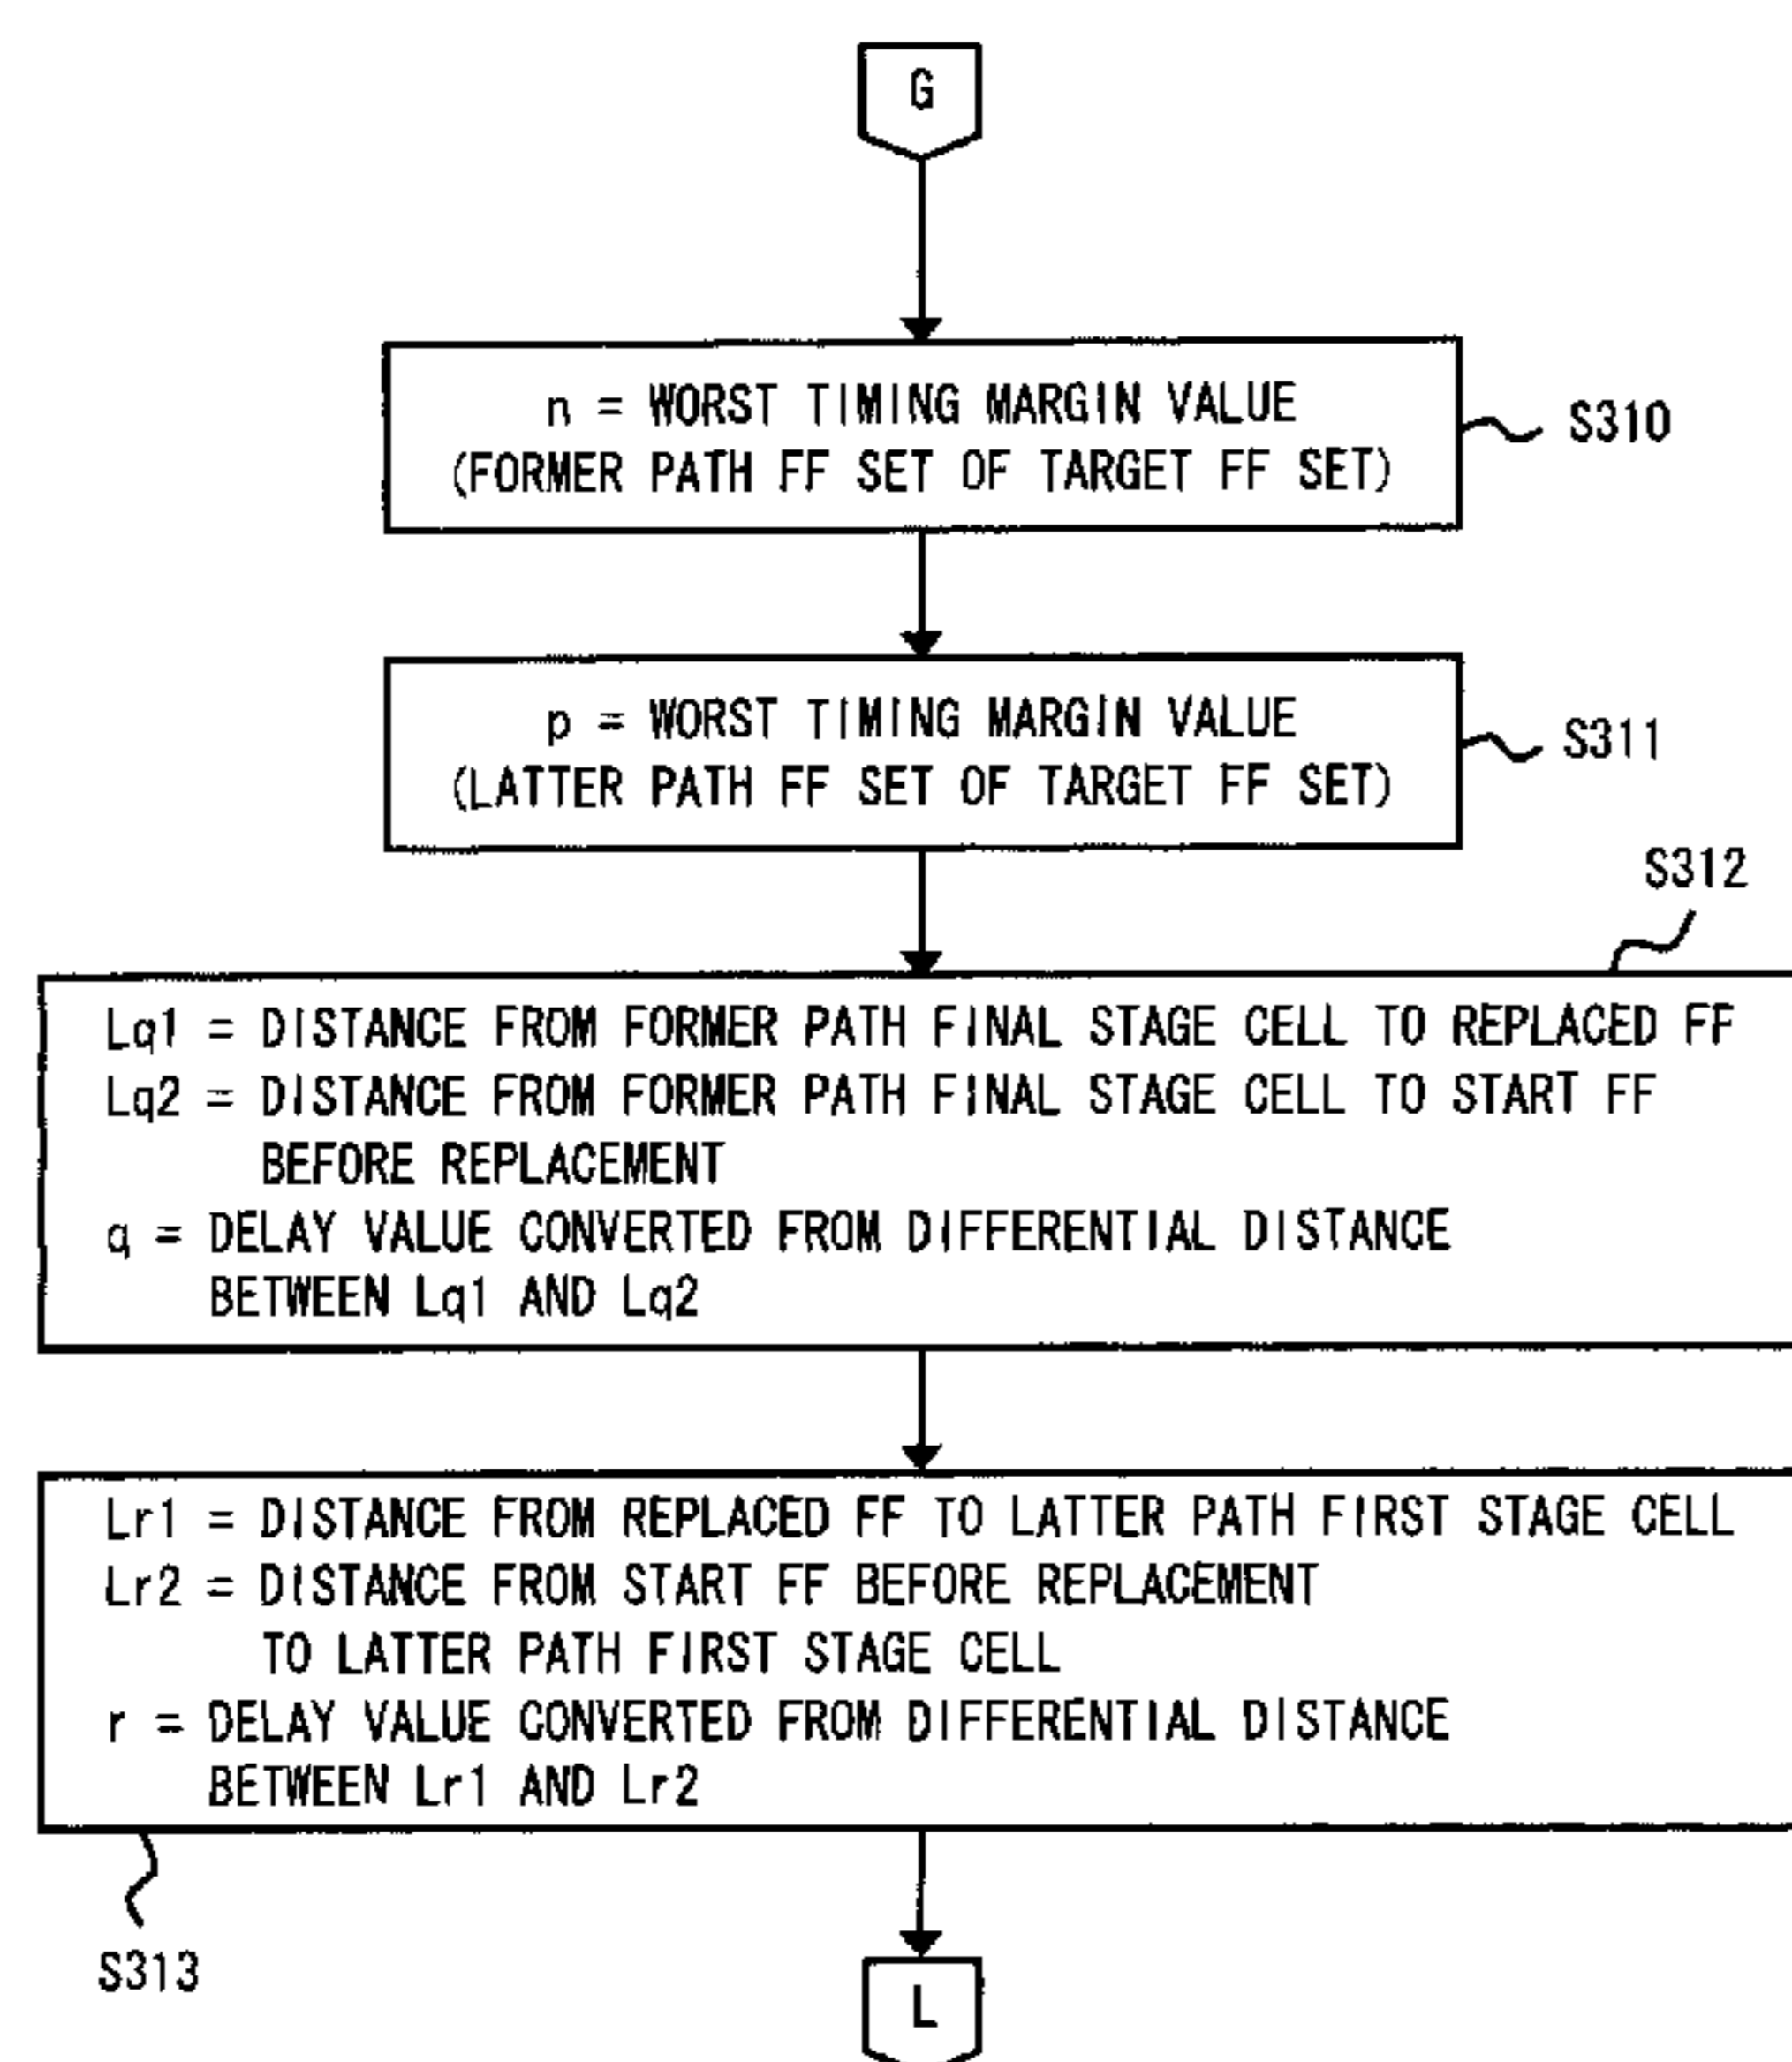 G
n = WORST TIMING MARGIN VALUE
(FORMER PATH FF SET OF TARGET FF SET)
S310
p = WORST TIMING MARGIN VALUE
(LATTER PATH FF SET OF TARGET FF SET)
S311
S312
Lq1 = DISTANCE FROM FORMER PATH FINAL STAGE CELL TO REPLACED FF
Lq2 = DISTANCE FROM FORMER PATH FINAL STAGE CELL TO START FF
BEFORE REPLACEMENT
q = DELAY VALUE CONVERTED FROM DIFFERENTIAL DISTANCE
BETWEEN Lq1 AND Lq2
Lr1 = DISTANCE FROM REPLACED FF TO LATTER PATH FIRST STAGE CELL
Lr2 = DISTANCE FROM START FF BEFORE REPLACEMENT
TO LATTER PATH FIRST STAGE CELL
r = DELAY VALUE CONVERTED FROM DIFFERENTIAL DISTANCE
BETWEEN Lr1 AND Lr2
S313
L